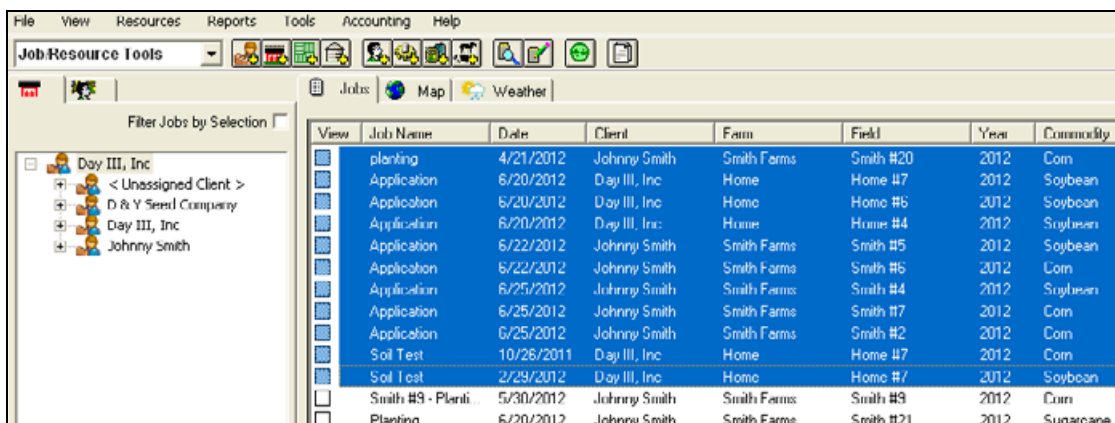 File View Resources Reports Tools Accounting Help
Job/Resource Tools
Jobs Map Weather
Filter Jobs by Selection
View Job Name Date Client Farm Field Year Commodity
Day III, Inc
< Unassigned Client >
D & Y Seed Company
Day III, Inc
Johnny Smith
planting 4/21/2012 Johnny Smith Smith Farms Smith #20 2012 Corn
Application 6/20/2012 Day III, Inc Home Home #7 2012 Soybean
Application 6/20/2012 Day III, Inc Home Home #6 2012 Soybean
Application 6/20/2012 Day III, Inc Home Home #4 2012 Soybean
Application 6/22/2012 Johnny Smith Smith Farms Smith #5 2012 Soybean
Application 6/22/2012 Johnny Smith Smith Farms Smith #6 2012 Corn
Application 6/25/2012 Johnny Smith Smith Farms Smith #4 2012 Soybean
Application 6/25/2012 Johnny Smith Smith Farms Smith #7 2012 Corn
Application 6/25/2012 Johnny Smith Smith Farms Smith #2 2012 Corn
Soil Test 10/26/2011 Day III, Inc Home Home #7 2012 Corn
Soil Test 2/29/2012 Day III, Inc Home Home #7 2012 Soybean
Smith #9 - Planti... 5/30/2012 Johnny Smith Smith Farms Smith #9 2012 Corn
Planting 6/20/2012 Johnny Smith Smith Farms Smith #21 2012 Sugarcane